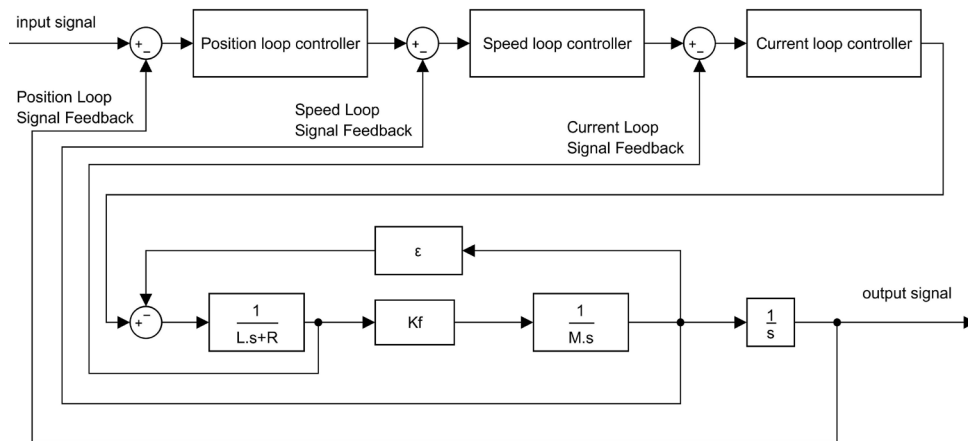 input signal
+
−
Position loop controller
+
−
Speed loop controller
+
−
Current loop controller
Position Loop
Signal Feedback
Speed Loop
Signal Feedback
Current Loop
Signal Feedback
ε
output signal
+
−
1
L.s+R
Kf
1
M.s
1
s